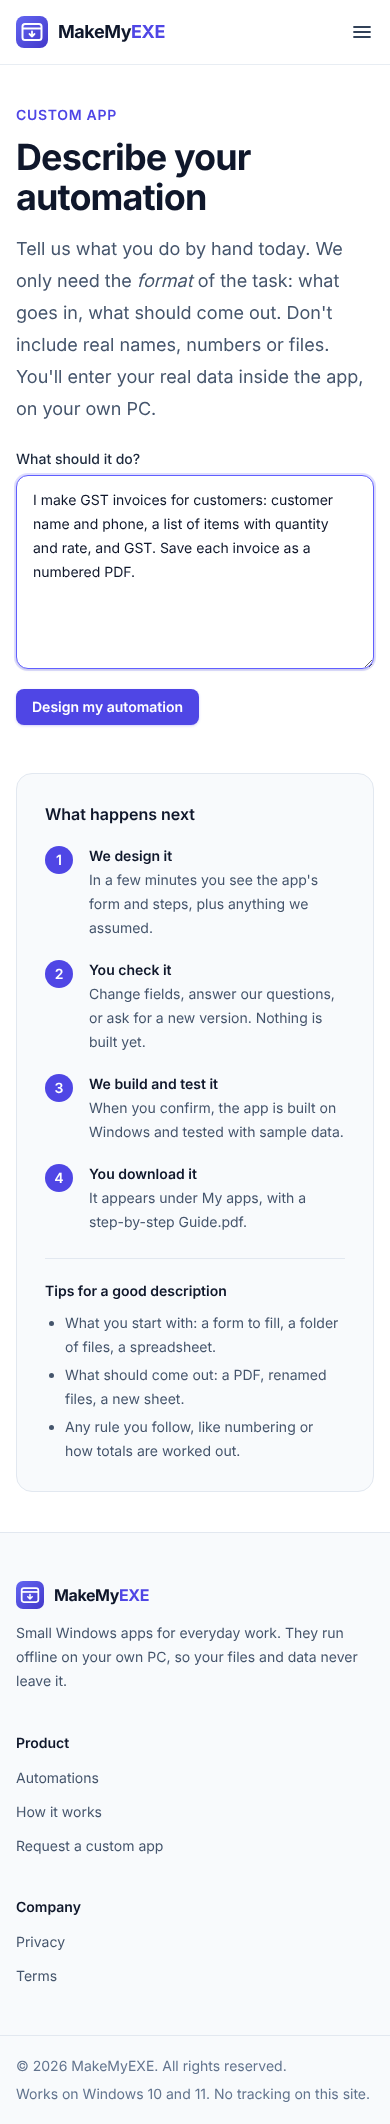 MakeMyEXE
CUSTOM APP
Describe your
automation
Tell us what you do by hand today. We
only need the format of the task: what
goes in, what should come out. Don't
include real names, numbers or files.
You'll enter your real data inside the app,
on your own PC.
What should it do?
I make GST invoices for customers: customer
name and phone, a list of items with quantity
and rate, and GST. Save each invoice as a
numbered PDF.
Design my automation
What happens next
1
We design it
In a few minutes you see the app's
form and steps, plus anything we
assumed.
2
You check it
Change fields, answer our questions,
or ask for a new version. Nothing is
built yet.
3
We build and test it
When you confirm, the app is built on
Windows and tested with sample data.
4
You download it
It appears under My apps, with a
step-by-step Guide.pdf.
Tips for a good description
• What you start with: a form to fill, a folder
of files, a spreadsheet.
• What should come out: a PDF, renamed
files, a new sheet.
• Any rule you follow, like numbering or
how totals are worked out.
MakeMyEXE
Small Windows apps for everyday work. They run
offline on your own PC, so your files and data never
leave it.
Product
Automations
How it works
Request a custom app
Company
Privacy
Terms
© 2026 MakeMyEXE. All rights reserved.
Works on Windows 10 and 11. No tracking on this site.